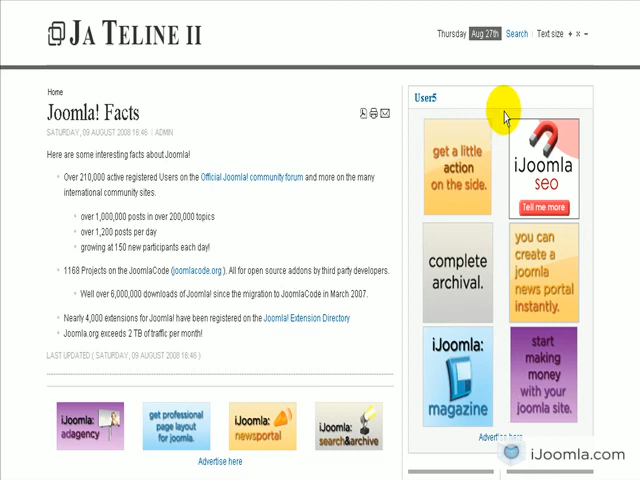 JA TELINE II
Thursday Aug 27th Search Text size + × -
Home
Joomla! Facts
SATURDAY, 09 AUGUST 2008 16:46 | ADMIN
Here are some interesting facts about Joomla!
Over 210,000 active registered Users on the Official Joomla! community forum and more on the many
international community sites.
over 1,000,000 posts in over 200,000 topics
over 1,200 posts per day
growing at 150 new participants each day!
1168 Projects on the JoomlaCode (joomlacode.org ). All for open source addons by third party developers.
Well over 6,000,000 downloads of Joomla! since the migration to JoomlaCode in March 2007.
Nearly 4,000 extensions for Joomla! have been registered on the Joomla! Extension Directory
Joomla.org exceeds 2 TB of traffic per month!
LAST UPDATED ( SATURDAY, 09 AUGUST 2008 16:46 )
iJoomla:
adagency
get professional
page layout
for joomla.
iJoomla:
newsportal
iJoomla:
search&archive
Advertise here
User5
get a little
action
on the side.
iJoomla
seo
Tell me more
complete
archival.
you can
create a
joomla
news portal
instantly.
iJoomla:
magazine
start
making
money
with your
joomla site.
Advertise here
iJoomla.com